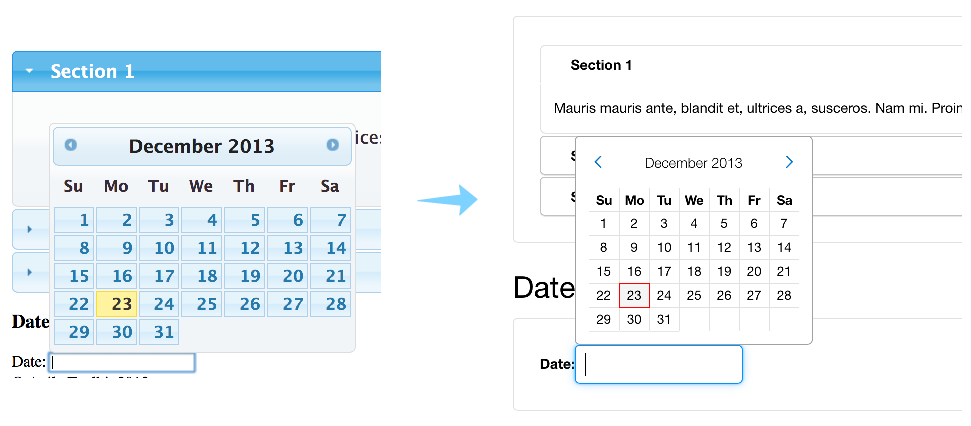 Section 1
December 2013
Su Mo Tu We Th Fr Sa
1 2 3 4 5 6 7
8 9 10 11 12 13 14
15 16 17 18 19 20 21
22 23 24 25 26 27 28
29 30 31
Date
Date:
Section 1
Mauris mauris ante, blandit et, ultrices a, susceros. Nam mi. Proin
December 2013
Su Mo Tu We Th Fr Sa
1 2 3 4 5 6 7
8 9 10 11 12 13 14
15 16 17 18 19 20 21
22 23 24 25 26 27 28
29 30 31
Date
Date: